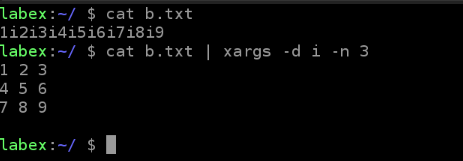 labex:~/ $ cat b.txt
1i2i3i4i5i6i7i8i9
labex:~/ $ cat b.txt | xargs -d i -n 3
1 2 3
4 5 6
7 8 9
labex:~/ $